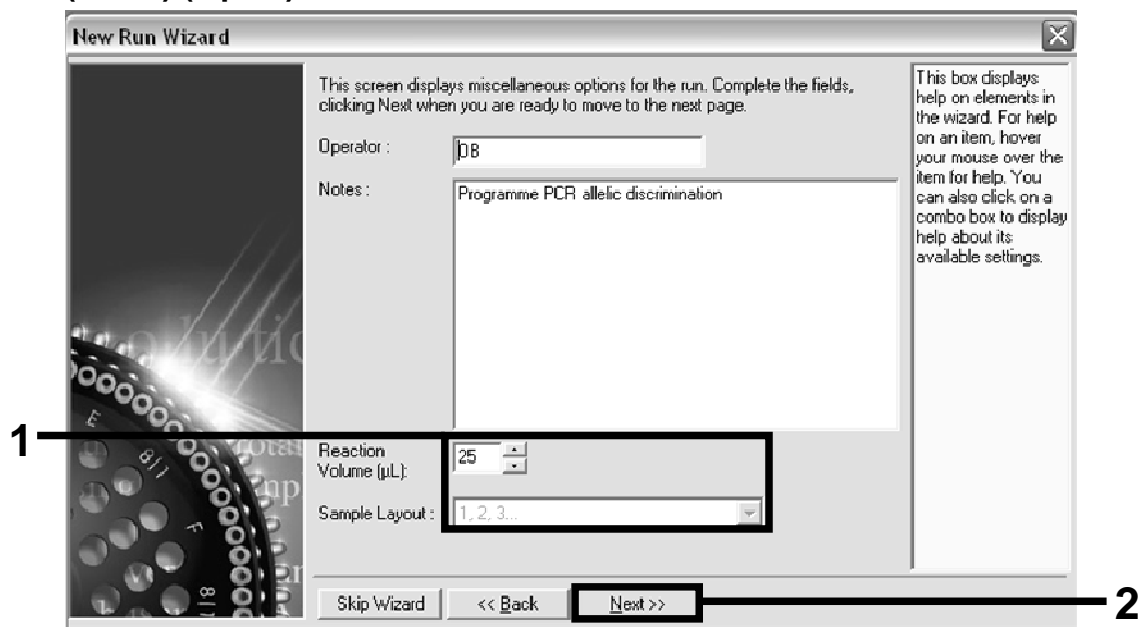 New Run Wizard
This screen displays miscellaneous options for the run. Complete the fields,
clicking Next when you are ready to move to the next page.
Operator :
OB
Notes :
Programme PCR allelic discrimination
1
Reaction
Volume (µL):
25
Sample Layout :
1, 2, 3...
Skip Wizard
<< Back
Next >>
2
This box displays
help on elements in
the wizard. For help
on an item, hover
your mouse over the
item for help. You
can also click on a
combo box to display
help about its
available settings.